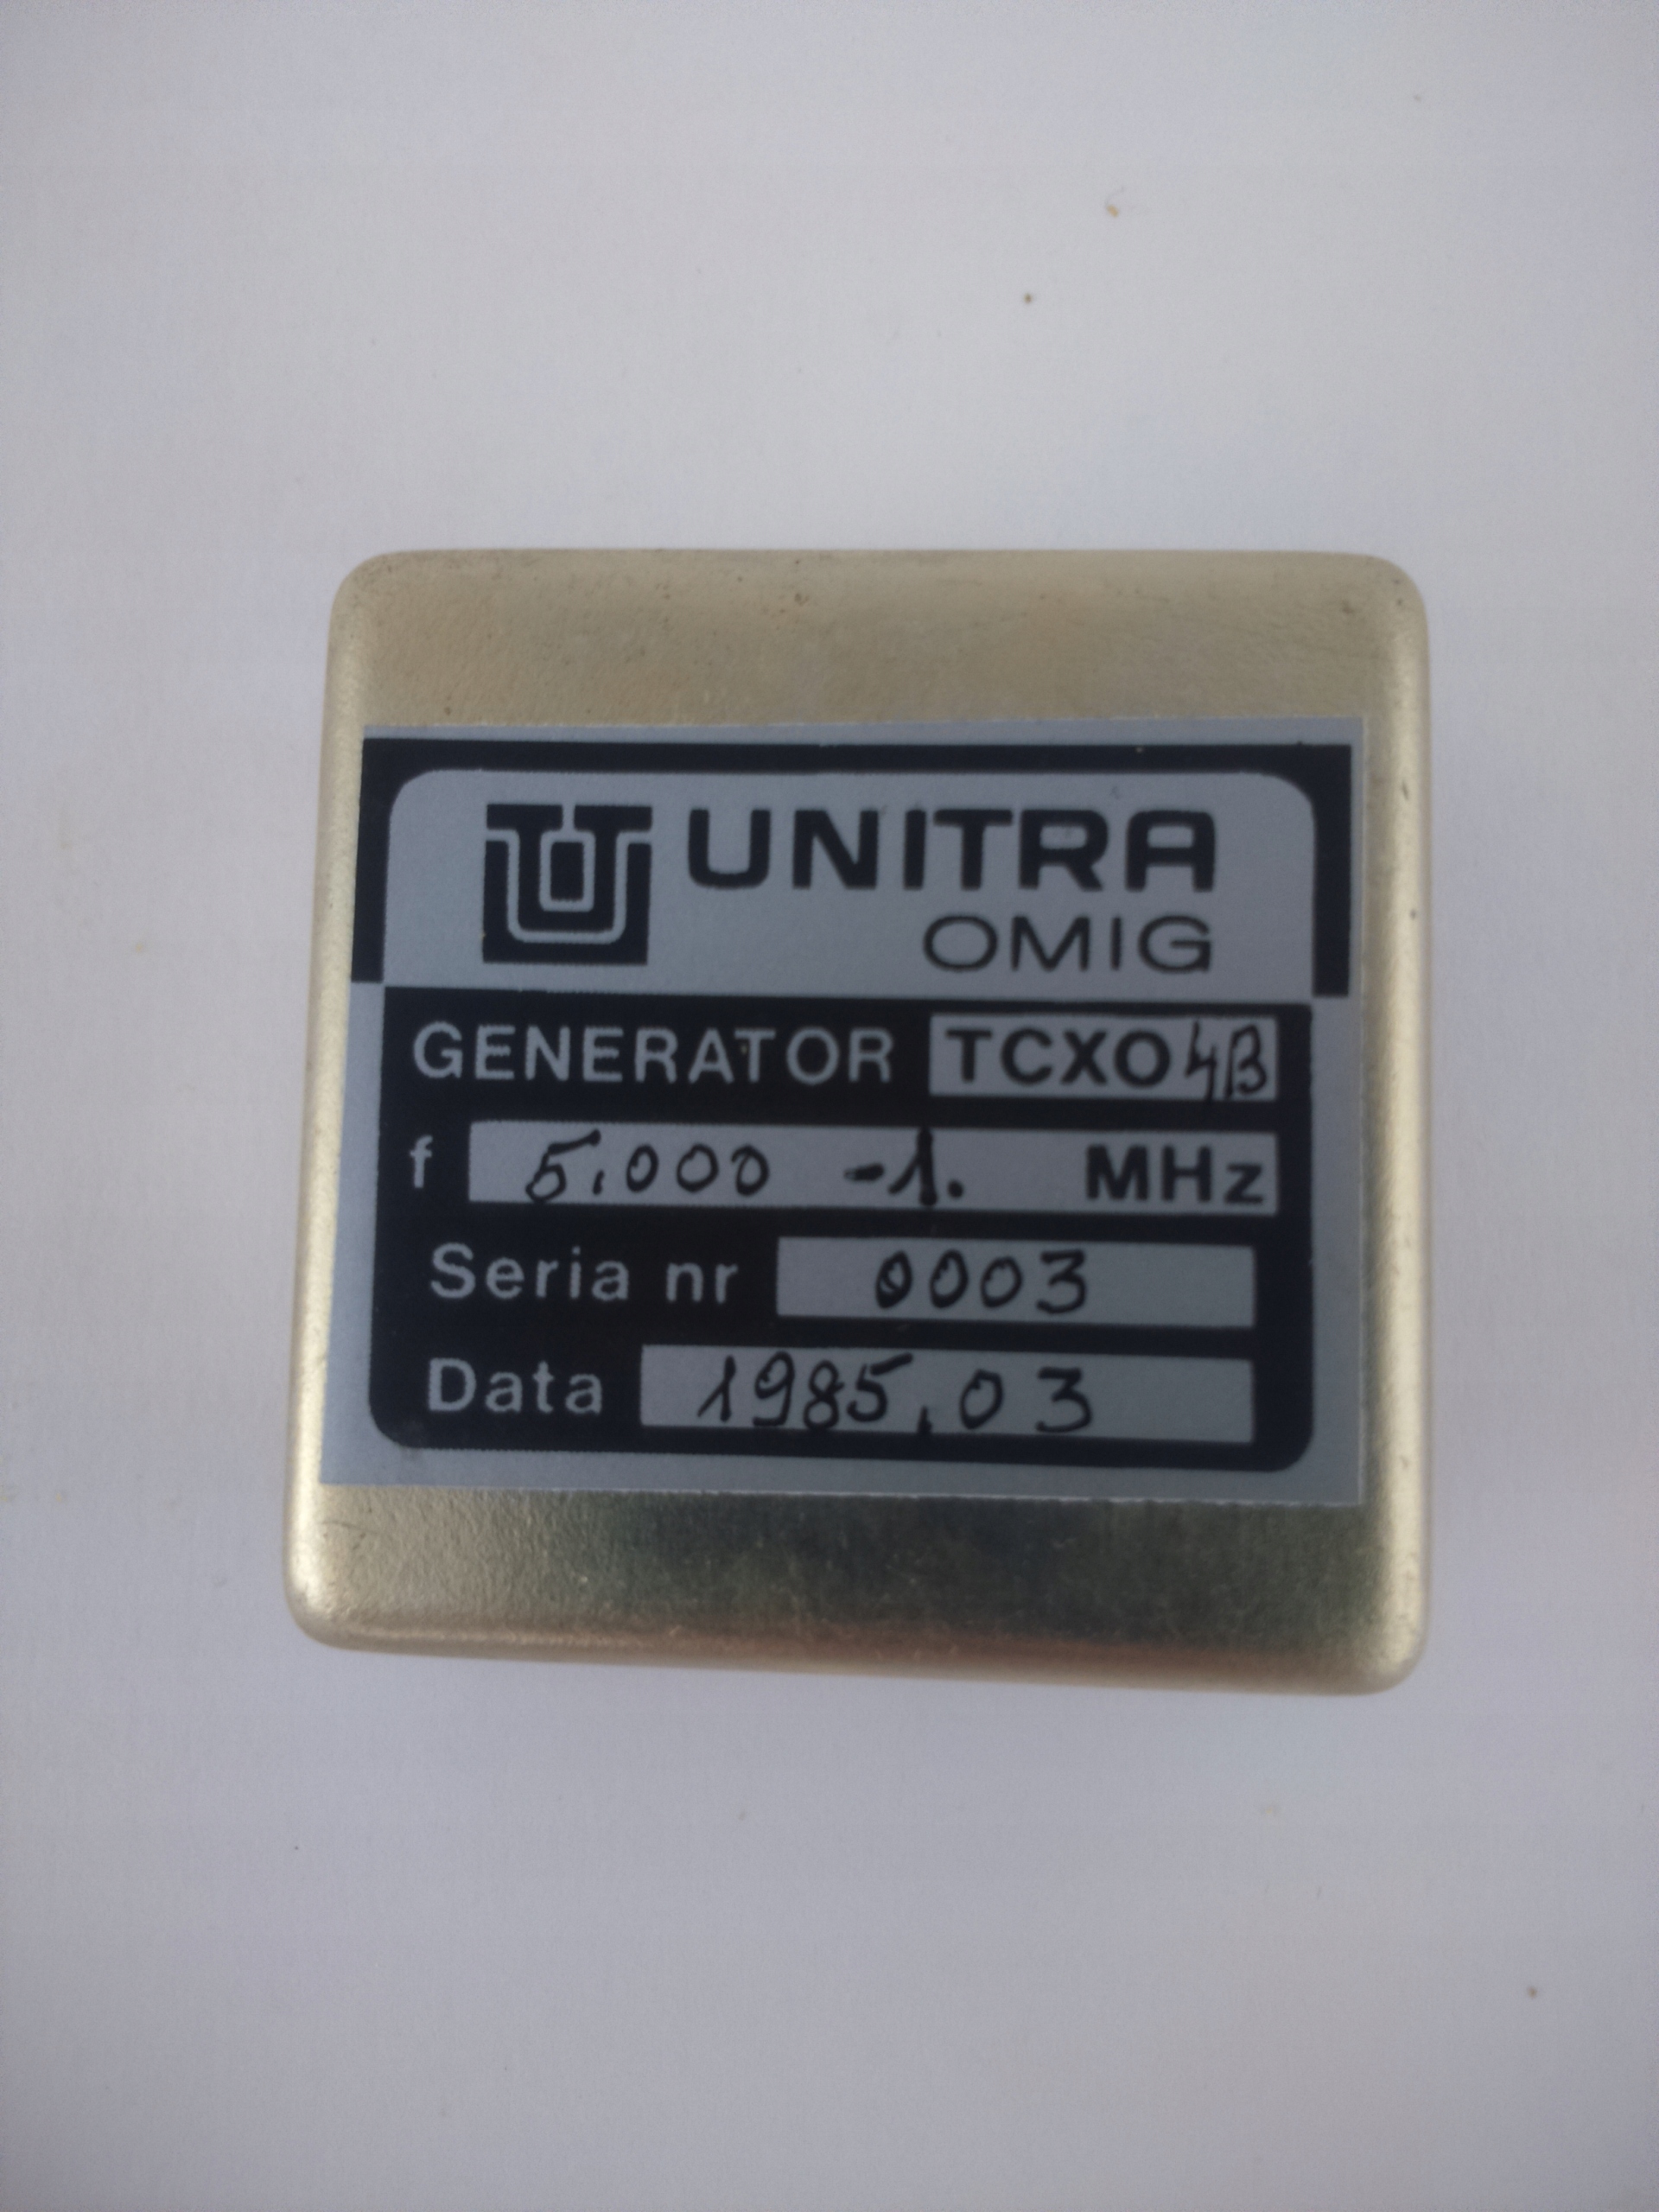 UNITRA
OMIG
GENERATOR TCXO 4B
f 5.000 -1. MHz
Seria nr 0003
Data 1985.03